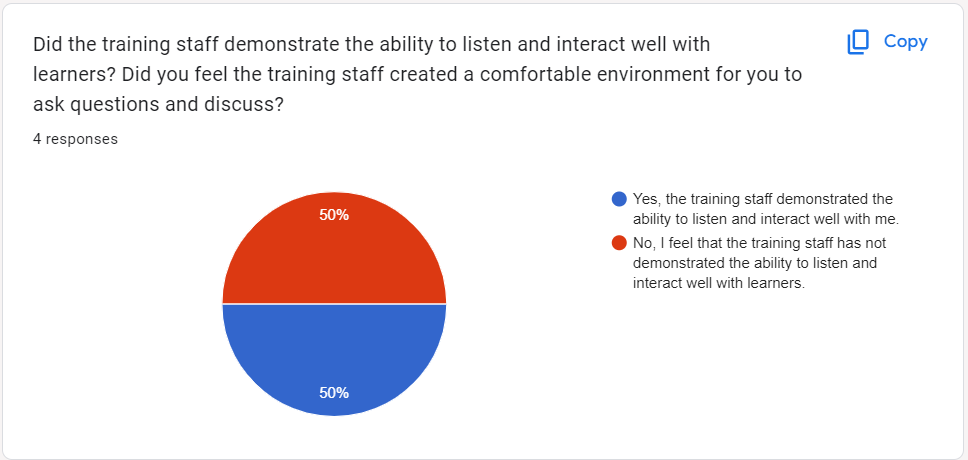 Did the training staff demonstrate the ability to listen and interact well with
learners? Did you feel the training staff created a comfortable environment for you to
ask questions and discuss?
Copy
4 responses
50%
50%
Yes, the training staff demonstrated the
ability to listen and interact well with me.
No, I feel that the training staff has not
demonstrated the ability to listen and
interact well with learners.